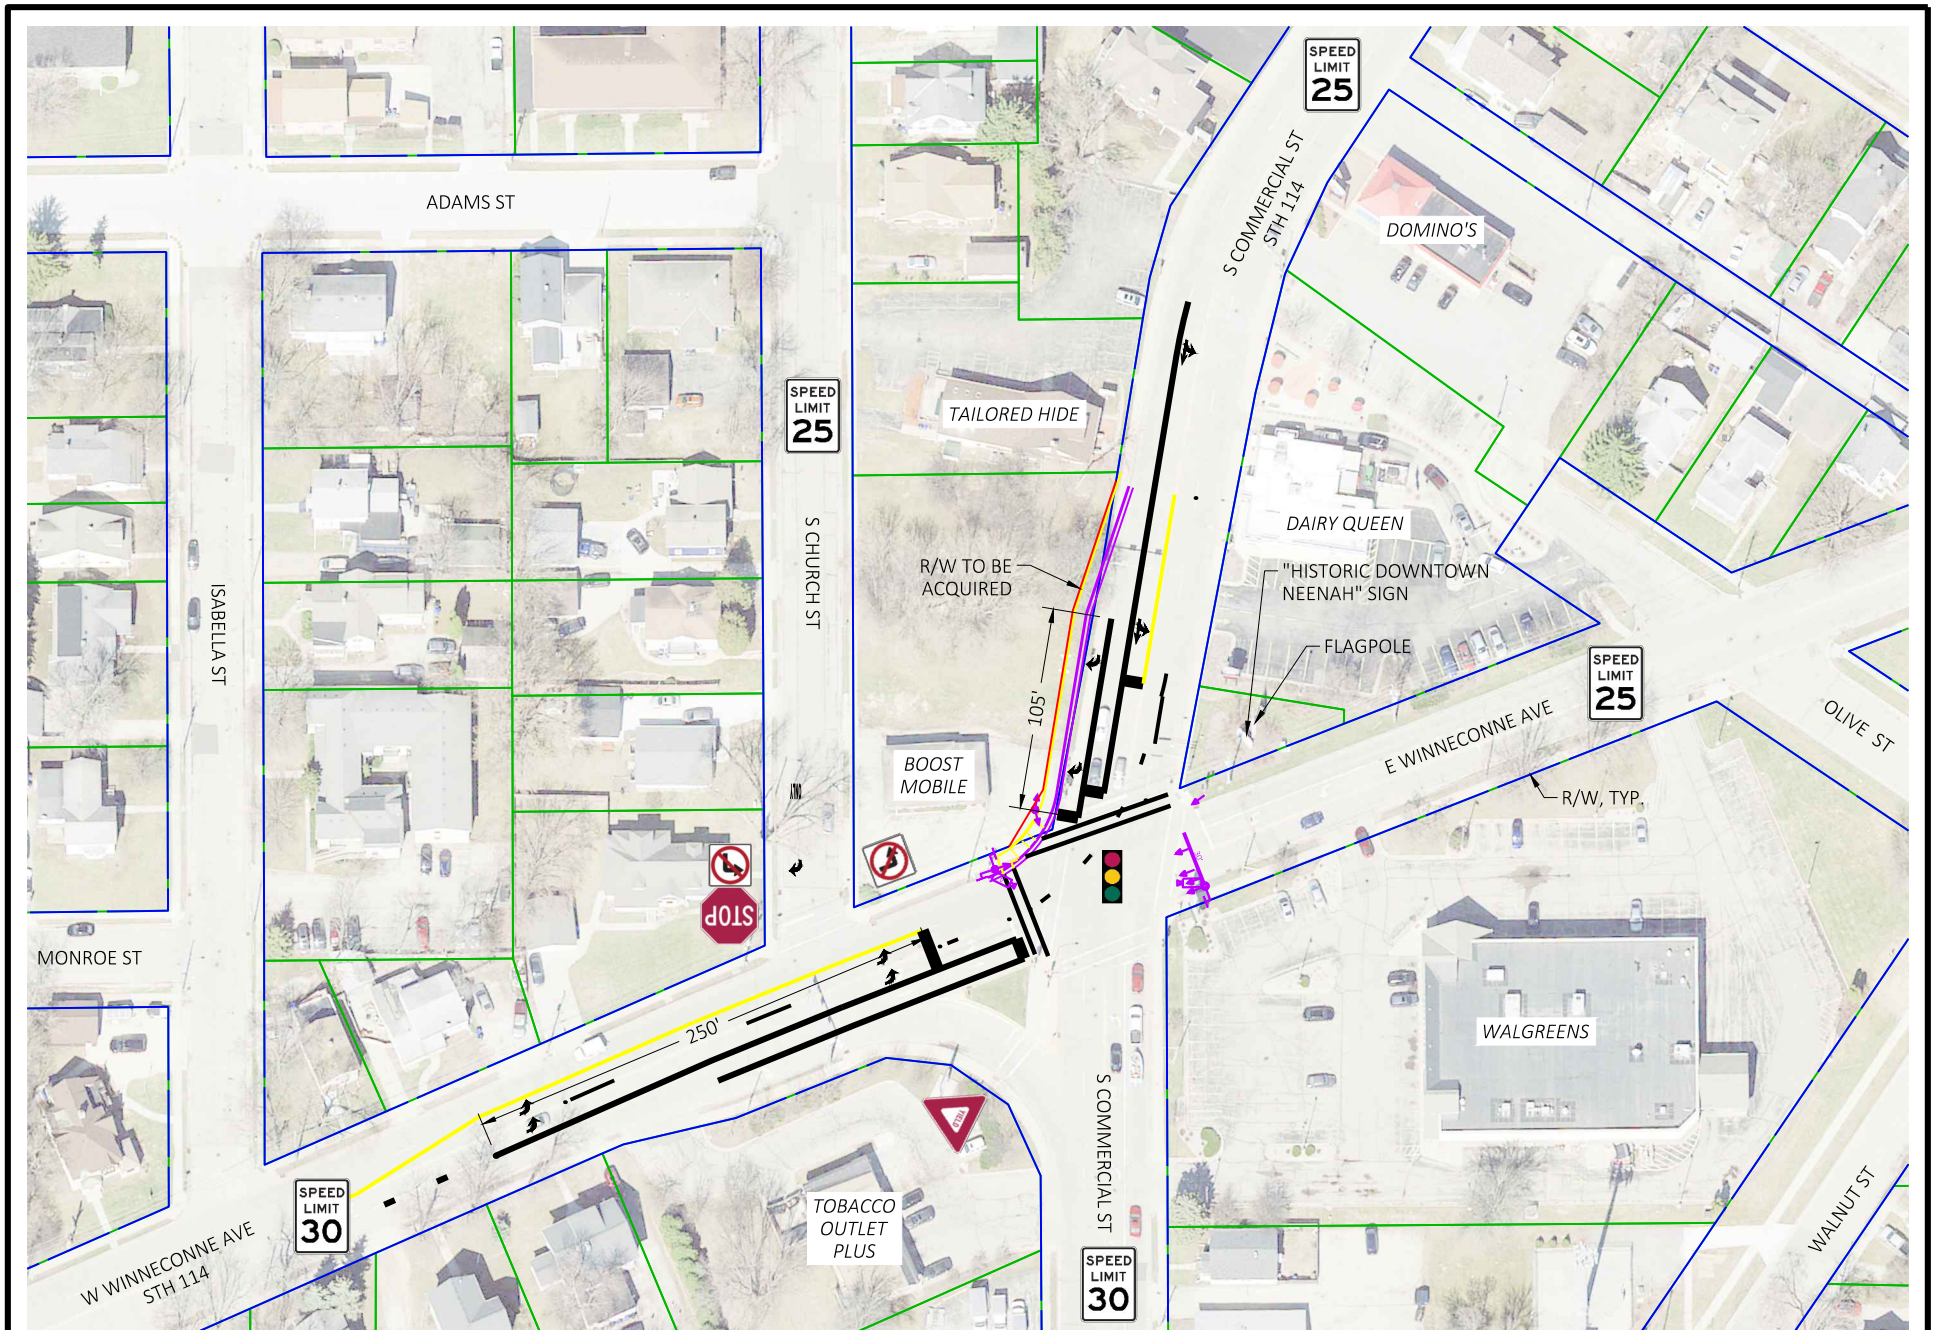 SPEED
LIMIT
25
ADAMS ST
S COMMERCIAL ST
STH 114
DOMINO'S
SPEED
LIMIT
25
TAILORED HIDE
S CHURCH ST
ISABELLA ST
DAIRY QUEEN
R/W TO BE
ACQUIRED
"HISTORIC DOWNTOWN
NEENAH" SIGN
FLAGPOLE
105'
SPEED
LIMIT
25
OLIVE ST
E WINNECONNE AVE
BOOST
MOBILE
ONLY
R/W, TYP.
STOP
MONROE ST
250'
WALGREENS
S COMMERCIAL ST
YIELD
SPEED
LIMIT
30
TOBACCO
OUTLET
PLUS
WALNUT ST
W WINNECONNE AVE
STH 114
SPEED
LIMIT
30